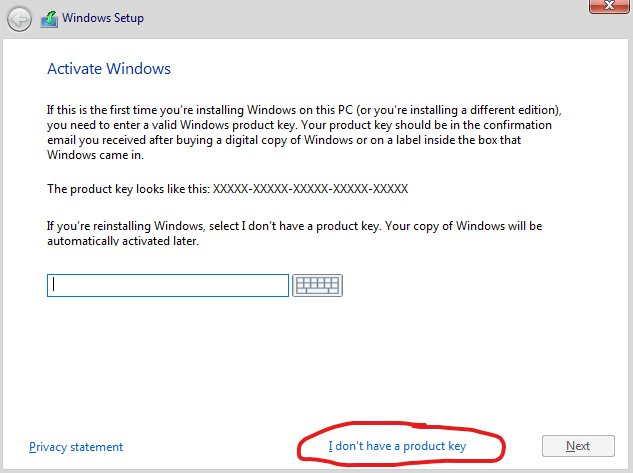 Windows Setup
Activate Windows
If this is the first time you're installing Windows on this PC (or you're installing a different edition),
you need to enter a valid Windows product key. Your product key should be in the confirmation
email you received after buying a digital copy of Windows or on a label inside the box that
Windows came in.
The product key looks like this: XXXXX-XXXXX-XXXXX-XXXXX-XXXXX
If you're reinstalling Windows, select I don't have a product key. Your copy of Windows will be
automatically activated later.
Privacy statement
I don't have a product key
Next